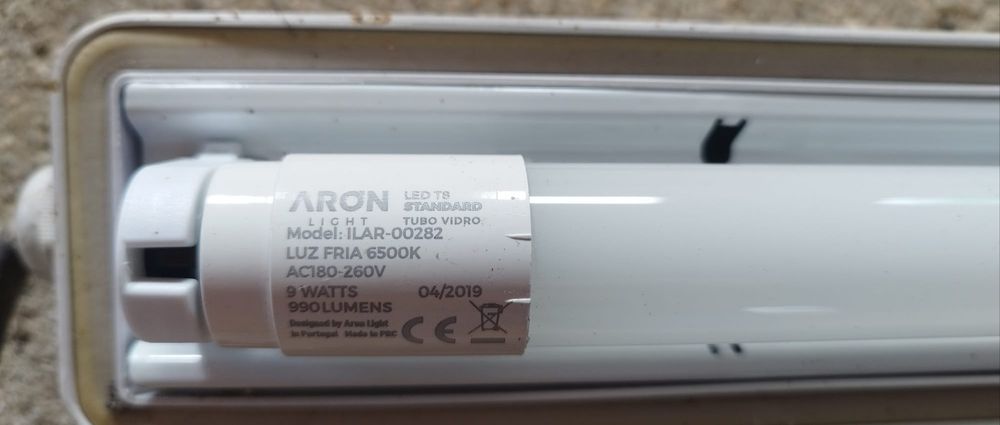 ARON LED T8
STANDARD
LIGHT TUBO VIDRO
Model: ILAR-00282
LUZ FRIA 6500K
AC180-260V
9 WATTS 04/2019
990LUMENS
Designed by Aron Light
in Portugal Made in PRC CE